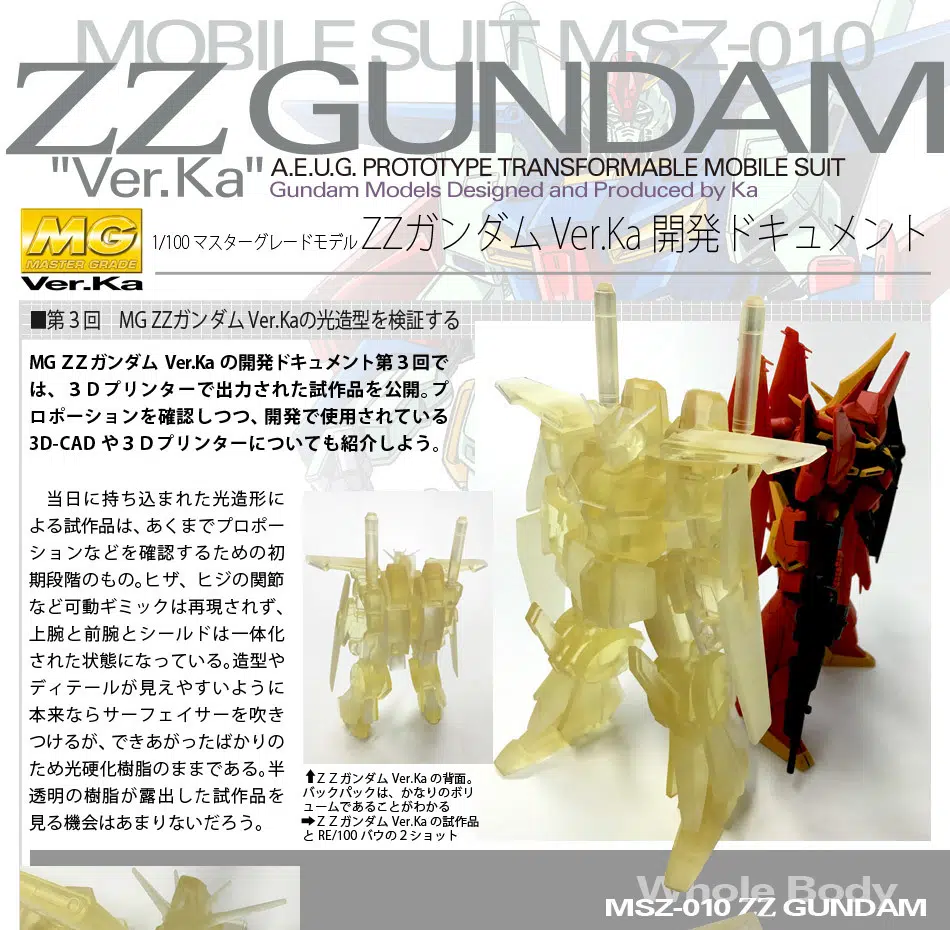 MOBILE SUIT MSZ-010
ZZ GUNDAM
"Ver.Ka"
A.E.U.G. PROTOTYPE TRANSFORMABLE MOBILE SUIT
Gundam Models Designed and Produced by Ka
MG
MASTER GRADE
Ver.Ka
1/100 マスターグレードモデル ZZガンダム Ver.Ka 開発ドキュメント
■第3回 MG ZZガンダム Ver.Kaの光造型を検証する
MG ZZガンダム Ver.Ka の開発ドキュメント第3回で
は、3Dプリンターで出力された試作品を公開。プ
ロポーションを確認しつつ、開発で使用されている
3D-CAD や3Dプリンターについても紹介しよう。
当日に持ち込まれた光造形に
よる試作品は、あくまでプロポー
ションなどを確認するための初
期段階のもの。ヒザ、ヒジの関節
など可動ギミックは再現されず、
上腕と前腕とシールドは一体化
された状態になっている。造型や
ディテールが見えやすいように
本来ならサーフェイサーを吹き
つけるが、できあがったばかりの
ため光硬化樹脂のままである。半
透明の樹脂が露出した試作品を
見る機会はあまりないだろう。
⬆ZZガンダム Ver.Ka の背面。
バックパックは、かなりのボリ
ュームであることがわかる
➡ZZガンダム Ver.Ka の試作品
と RE/100 バウの2ショット
Whole Body
MSZ-010 ZZ GUNDAM